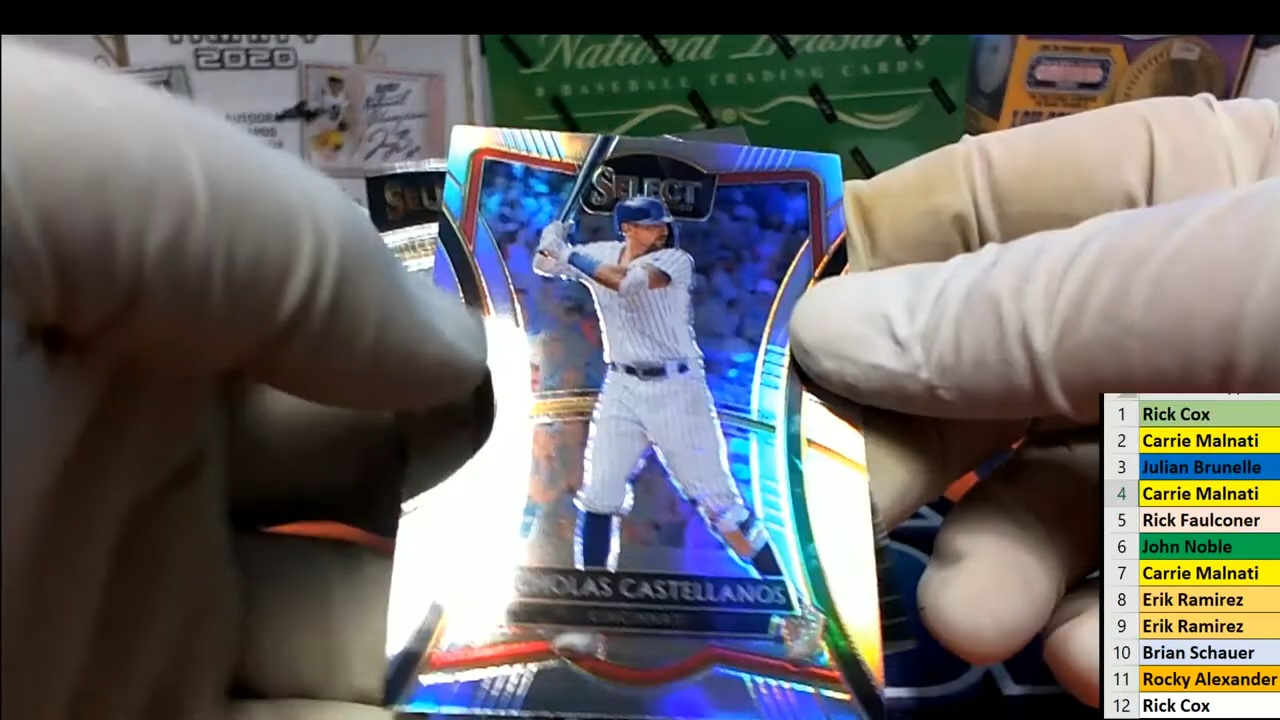 2020
National Treasures
BASEBALL TRADING CARDS
SELECT
NICHOLAS CASTELLANOS
CINCINNATI
1 Rick Cox
2 Carrie Malnati
3 Julian Brunelle
4 Carrie Malnati
5 Rick Faulconer
6 John Noble
7 Carrie Malnati
8 Erik Ramirez
9 Erik Ramirez
10 Brian Schauer
11 Rocky Alexander
12 Rick Cox